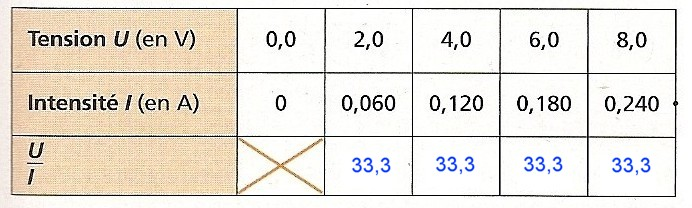 Tension U (en V) 0,0 2,0 4,0 6,0 8,0
Intensité I (en A) 0 0,060 0,120 0,180 0,240
U
I
33,3 33,3 33,3 33,3